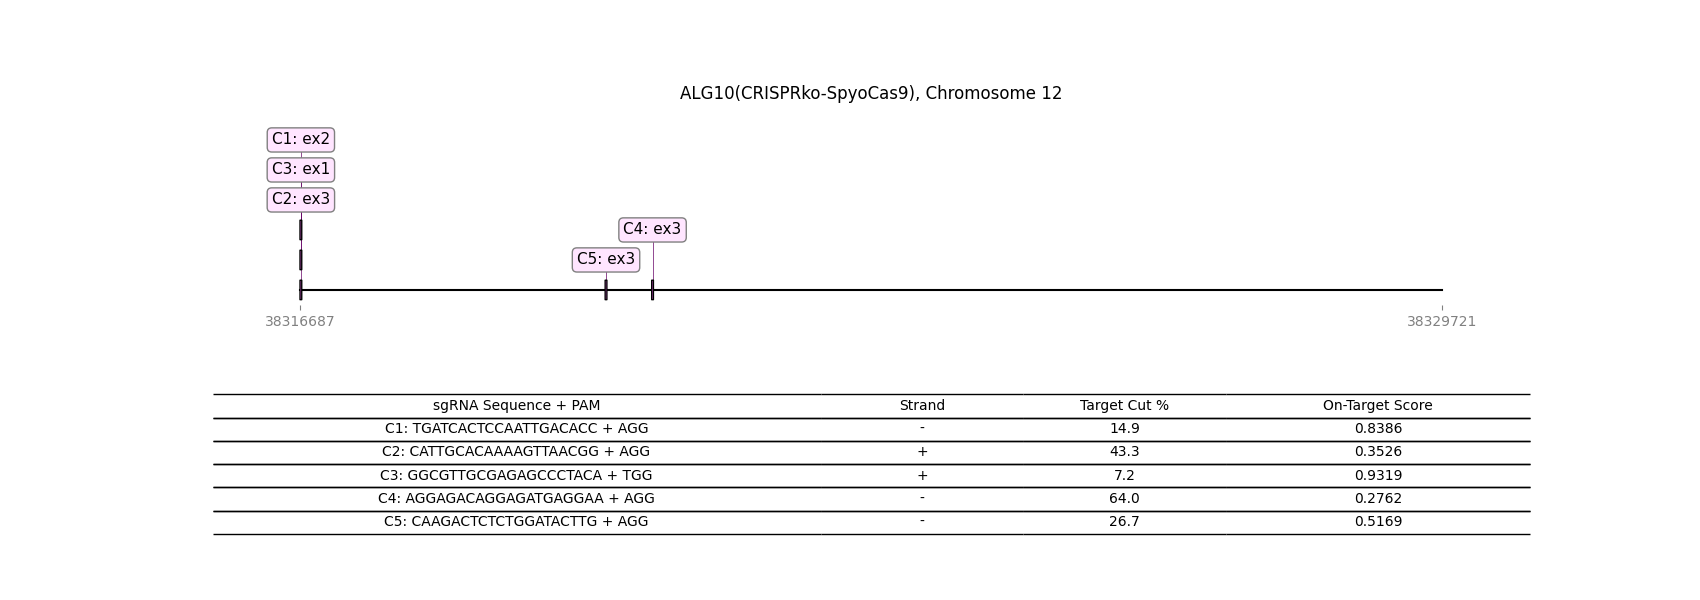 ALG10(CRISPRko-SpyoCas9), Chromosome 12
C1: ex2
C3: ex1
C2: ex3
C4: ex3
C5: ex3
38316687 38329721
sgRNA Sequence + PAM Strand Target Cut % On-Target Score
C1: TGATCACTCCAATTGACACC + AGG - 14.9 0.8386
C2: CATTGCACAAAAGTTAACGG + AGG + 43.3 0.3526
C3: GGCGTTGCGAGAGCCCTACA + TGG + 7.2 0.9319
C4: AGGAGACAGGAGATGAGGAA + AGG - 64.0 0.2762
C5: CAAGACTCTCTGGATACTTG + AGG - 26.7 0.5169